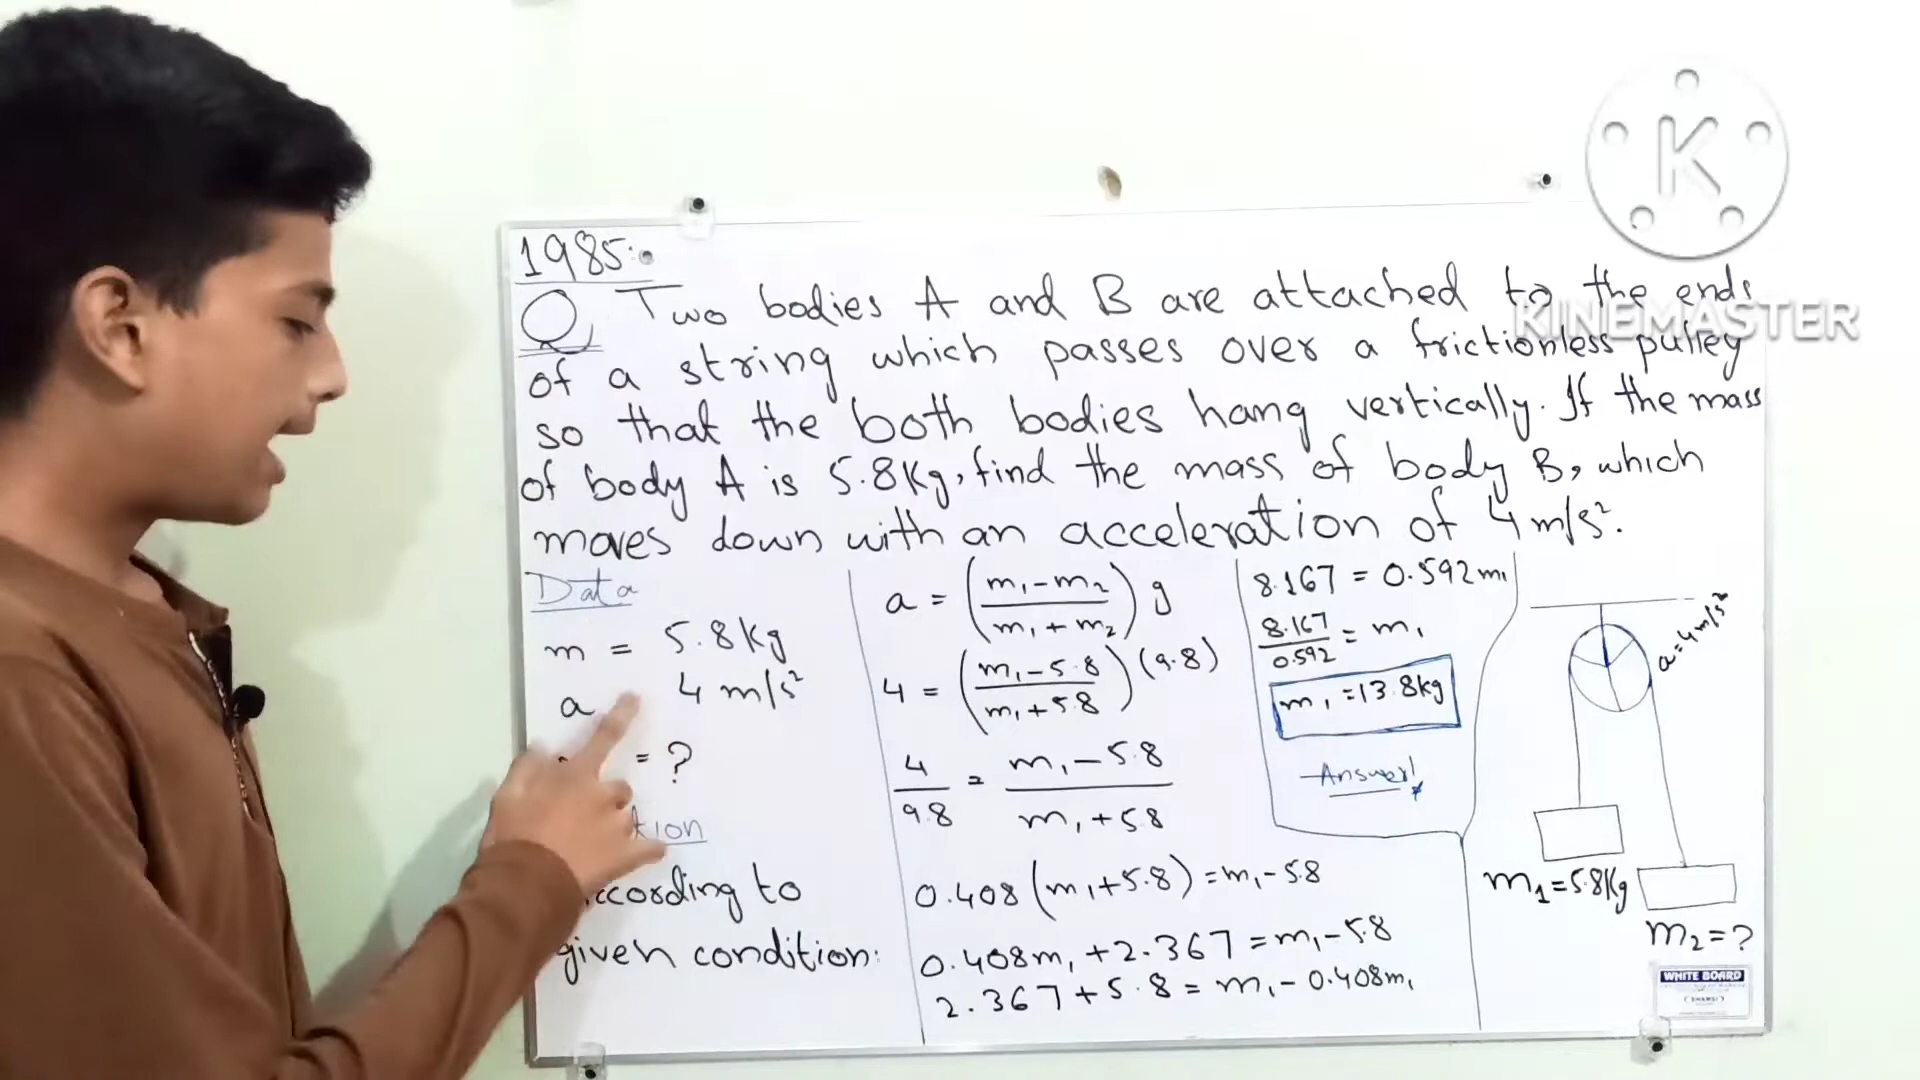 1985:
Q Two bodies A and B are attached to the ends
of a string which passes over a frictionless pulley
so that the both bodies hang vertically. If the mass
of body A is 5.8Kg, find the mass of body B, which
moves down with an acceleration of 4 m/s².
Data
m = 5.8Kg
a 4 m/s²
= ?
tion
ccording to
given condition:
a = (m₁ - m₂ / m₁ + m₂) g
4 = (m₁ - 5.8 / m₁ + 5.8) (9.8)
4 / 9.8 = m₁ - 5.8 / m₁ + 5.8
0.408 (m₁ + 5.8) = m₁ - 5.8
0.408m₁ + 2.367 = m₁ - 5.8
2.367 + 5.8 = m₁ - 0.408m₁
8.167 = 0.592m₁
8.167 / 0.592 = m₁
m₁ = 13.8kg
Answer!
a = 4 m/s²
m₁ = 5.8Kg
m₂ = ?
WHITE BOARD
K
KINEMASTER